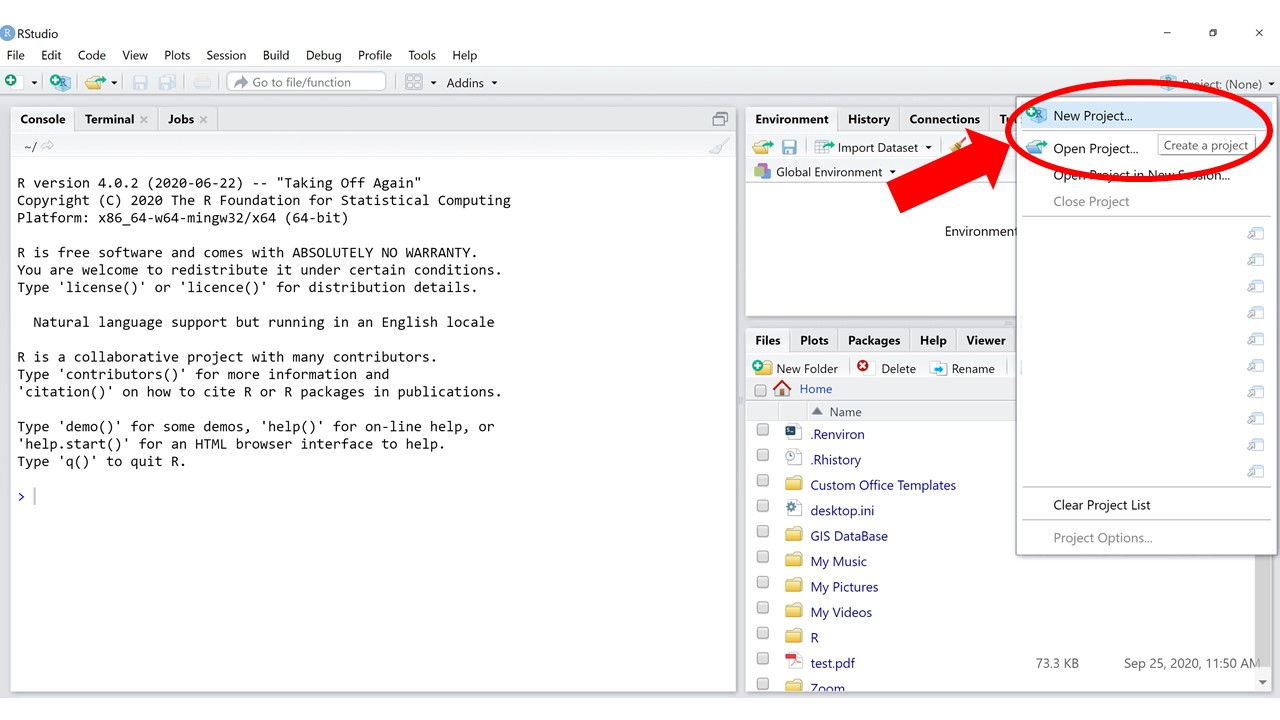 RStudio
File Edit Code View Plots Session Build Debug Profile Tools Help
Go to file/function Addins Project: (None)
Console Terminal Jobs
~/
R version 4.0.2 (2020-06-22) -- "Taking Off Again"
Copyright (C) 2020 The R Foundation for Statistical Computing
Platform: x86_64-w64-mingw32/x64 (64-bit)
R is free software and comes with ABSOLUTELY NO WARRANTY.
You are welcome to redistribute it under certain conditions.
Type 'license()' or 'licence()' for distribution details.
Natural language support but running in an English locale
R is a collaborative project with many contributors.
Type 'contributors()' for more information and
'citation()' on how to cite R or R packages in publications.
Type 'demo()' for some demos, 'help()' for on-line help, or
'help.start()' for an HTML browser interface to help.
Type 'q()' to quit R.
>
Environment History Connections
Import Dataset
Global Environment
Environment
New Project...
Open Project...
Create a project
Open Project in New Session...
Close Project
Clear Project List
Project Options...
Files Plots Packages Help Viewer
New Folder Delete Rename
Home
Name
.Renviron
.Rhistory
Custom Office Templates
desktop.ini
GIS DataBase
My Music
My Pictures
My Videos
R
test.pdf 73.3 KB Sep 25, 2020, 11:50 AM
Zoom